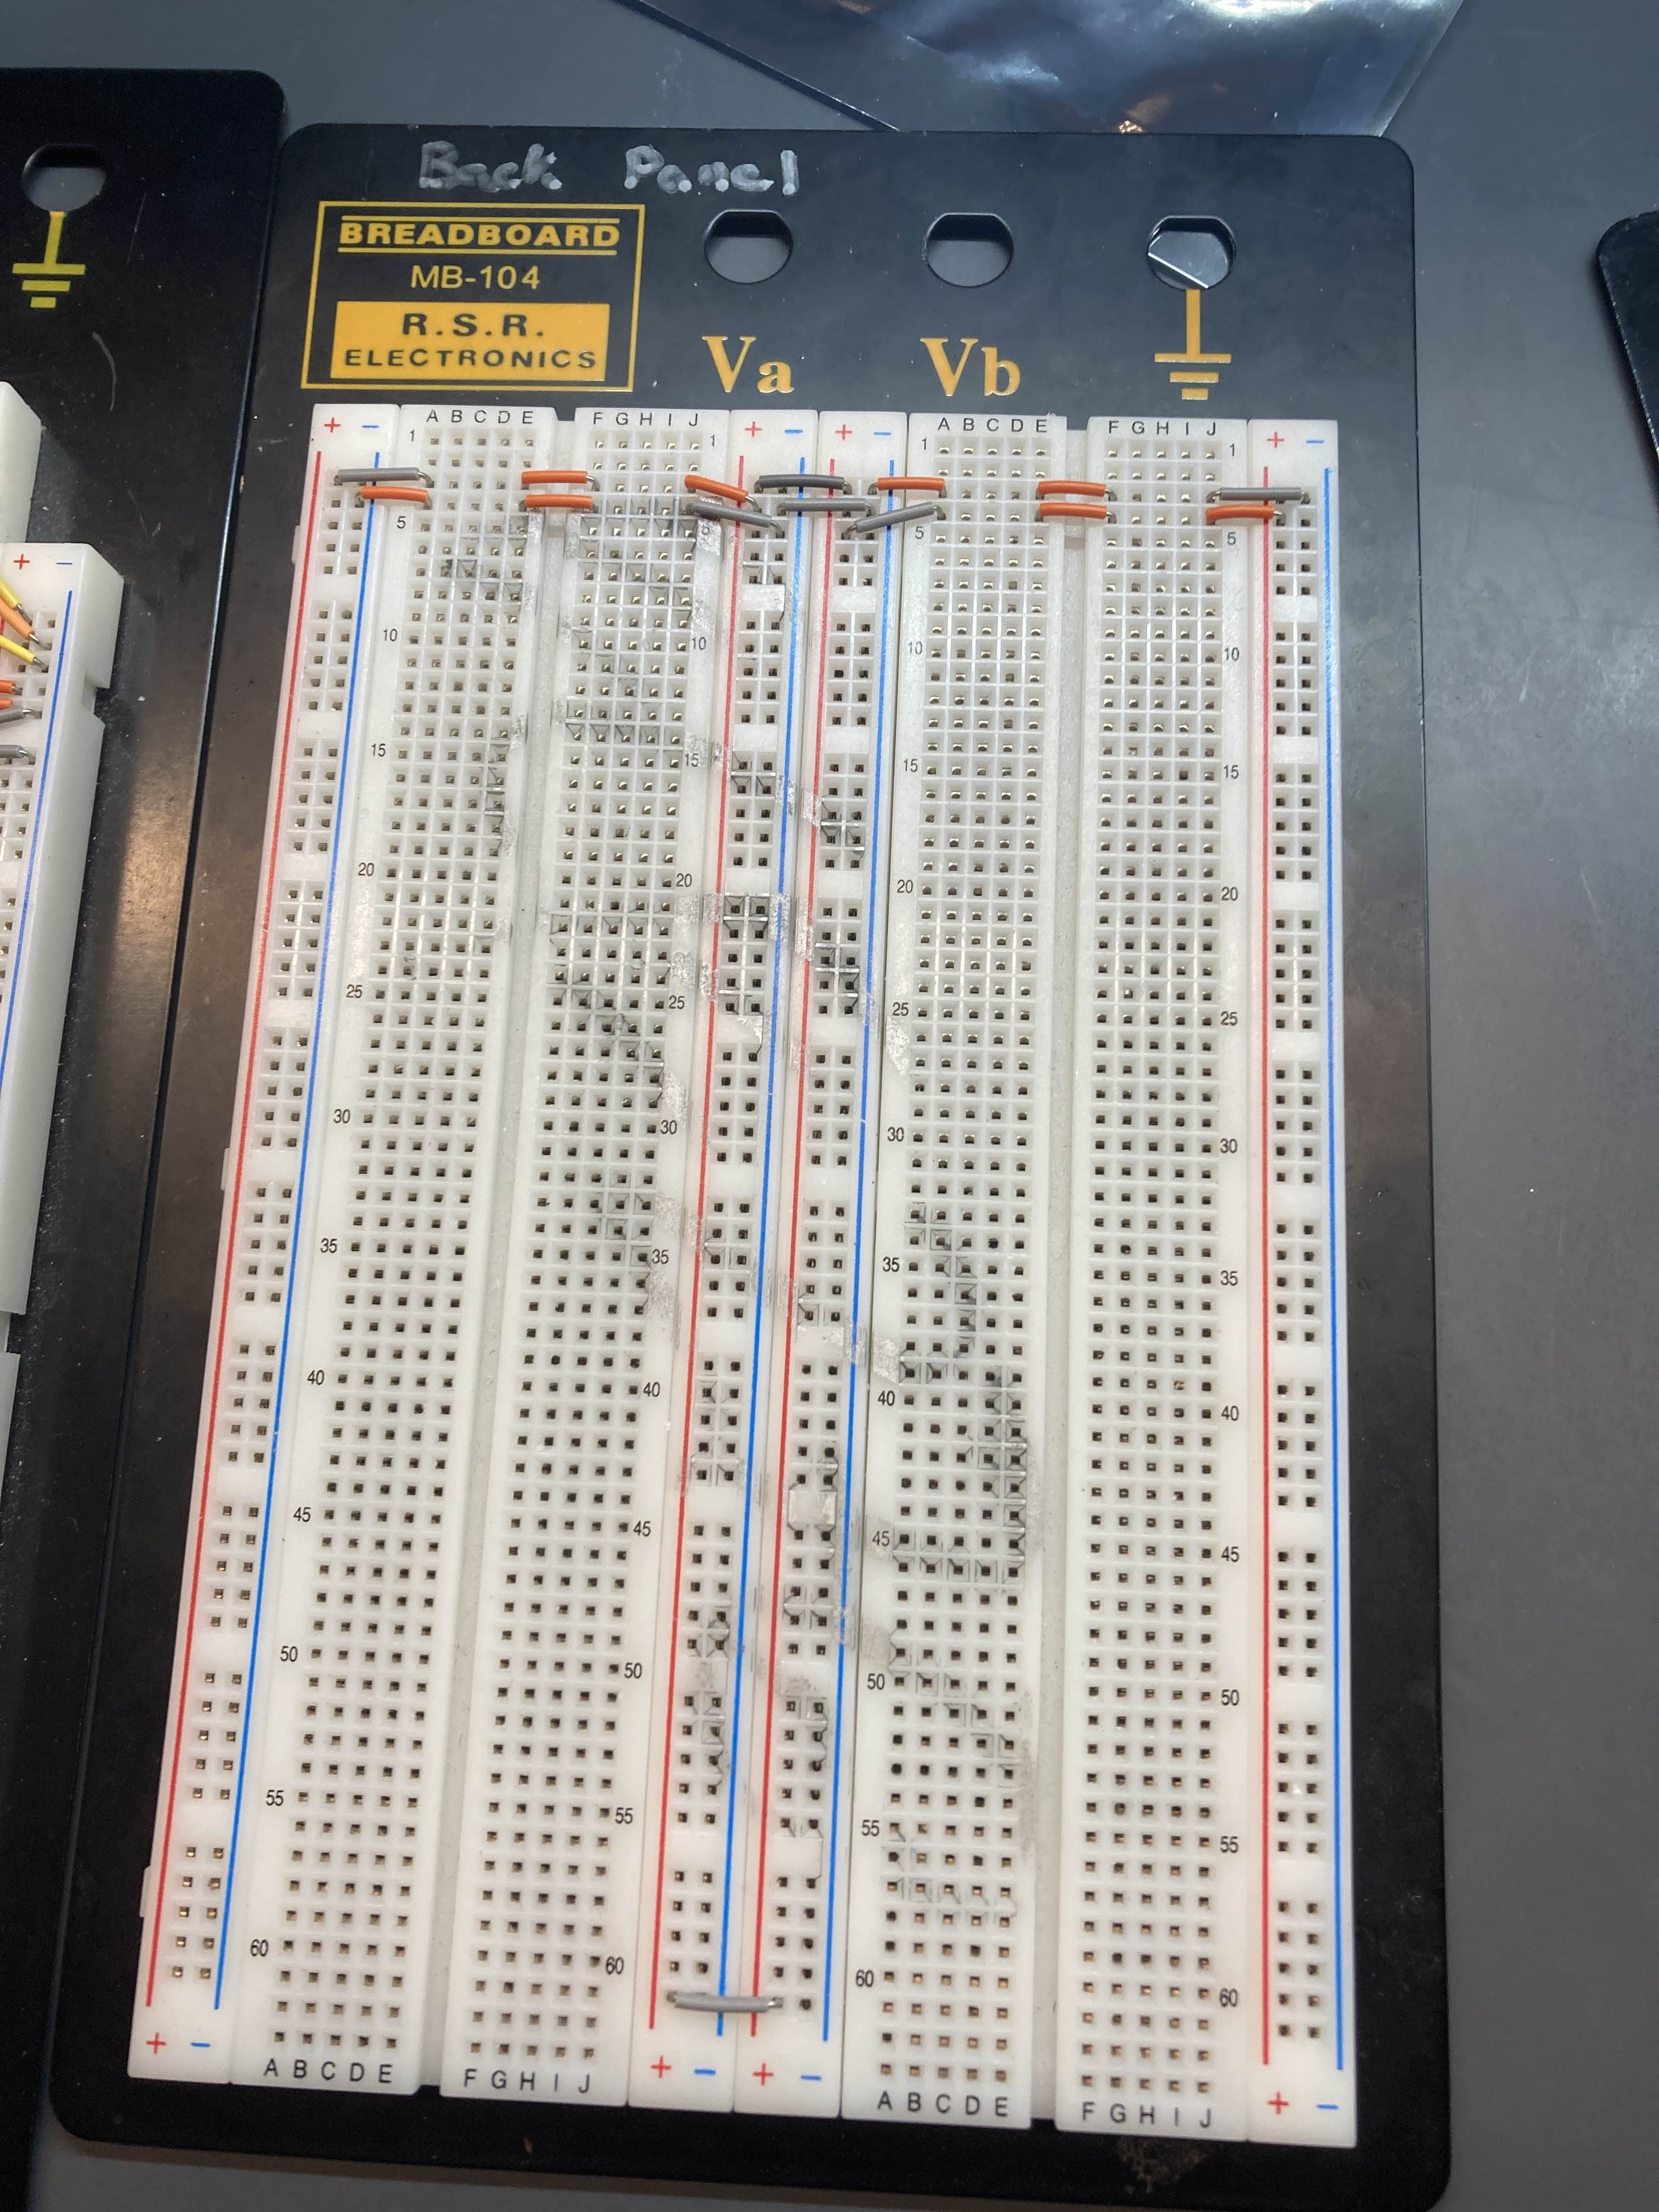 Back Panel
BREADBOARD
MB-104
R.S.R.
ELECTRONICS
Va Vb
+ − A B C D E F G H I J + − + − A B C D E F G H I J + −
1 1 1 1
5 5 5
10 10 10 10
15 15 15 15
20 20 20 20
25 25 25 25
30 30 30 30
35 35 35 35
40 40 40 40
45 45 45 45
50 50 50 50
55 55 55 55
60 60 60 60
+ − A B C D E F G H I J + − + − A B C D E F G H I J + −
+ −